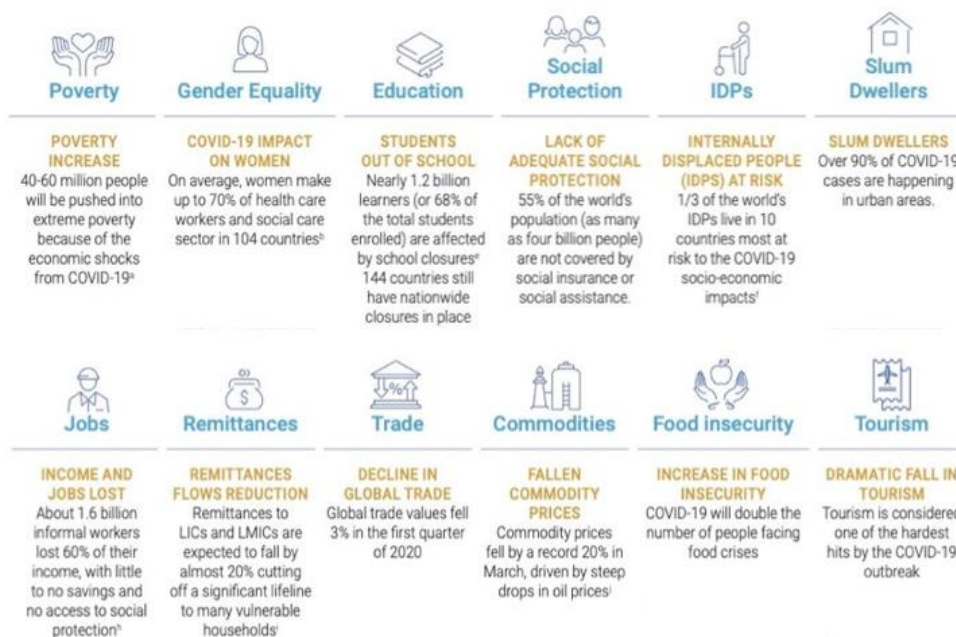 Poverty
POVERTY
INCREASE
40-60 million people
will be pushed into
extreme poverty
because of the
economic shocks
from COVID-19ᵃ
Gender Equality
COVID-19 IMPACT
ON WOMEN
On average, women make
up to 70% of health care
workers and social care
sector in 104 countriesᵇ
Education
STUDENTS
OUT OF SCHOOL
Nearly 1.2 billion
learners (or 68% of
the total students
enrolled) are affected
by school closuresᵉ
144 countries still
have nationwide
closures in place
Social
Protection
LACK OF
ADEQUATE SOCIAL
PROTECTION
55% of the world's
population (as many
as four billion people)
are not covered by
social insurance or
social assistance.
IDPs
INTERNALLY
DISPLACED PEOPLE
(IDPS) AT RISK
1/3 of the world's
IDPs live in 10
countries most at
risk to the COVID-19
socio-economic
impactsᶠ
Slum
Dwellers
SLUM DWELLERS
Over 90% of COVID-19
cases are happening
in urban areas.
Jobs
INCOME AND
JOBS LOST
About 1.6 billion
informal workers
lost 60% of their
income, with little
to no savings and
no access to social
protectionʰ
$
Remittances
REMITTANCES
FLOWS REDUCTION
Remittances to
LICs and LMICs are
expected to fall by
almost 20% cutting
off a significant lifeline
to many vulnerable
householdsⁱ
%
Trade
DECLINE IN
GLOBAL TRADE
Global trade values fell
3% in the first quarter
of 2020
Commodities
FALLEN
COMMODITY
PRICES
Commodity prices
fell by a record 20% in
March, driven by steep
drops in oil pricesʲ
Food insecurity
INCREASE IN FOOD
INSECURITY
COVID-19 will double the
number of people facing
food crises
Tourism
DRAMATIC FALL IN
TOURISM
Tourism is considered
one of the hardest
hits by the COVID-19
outbreak